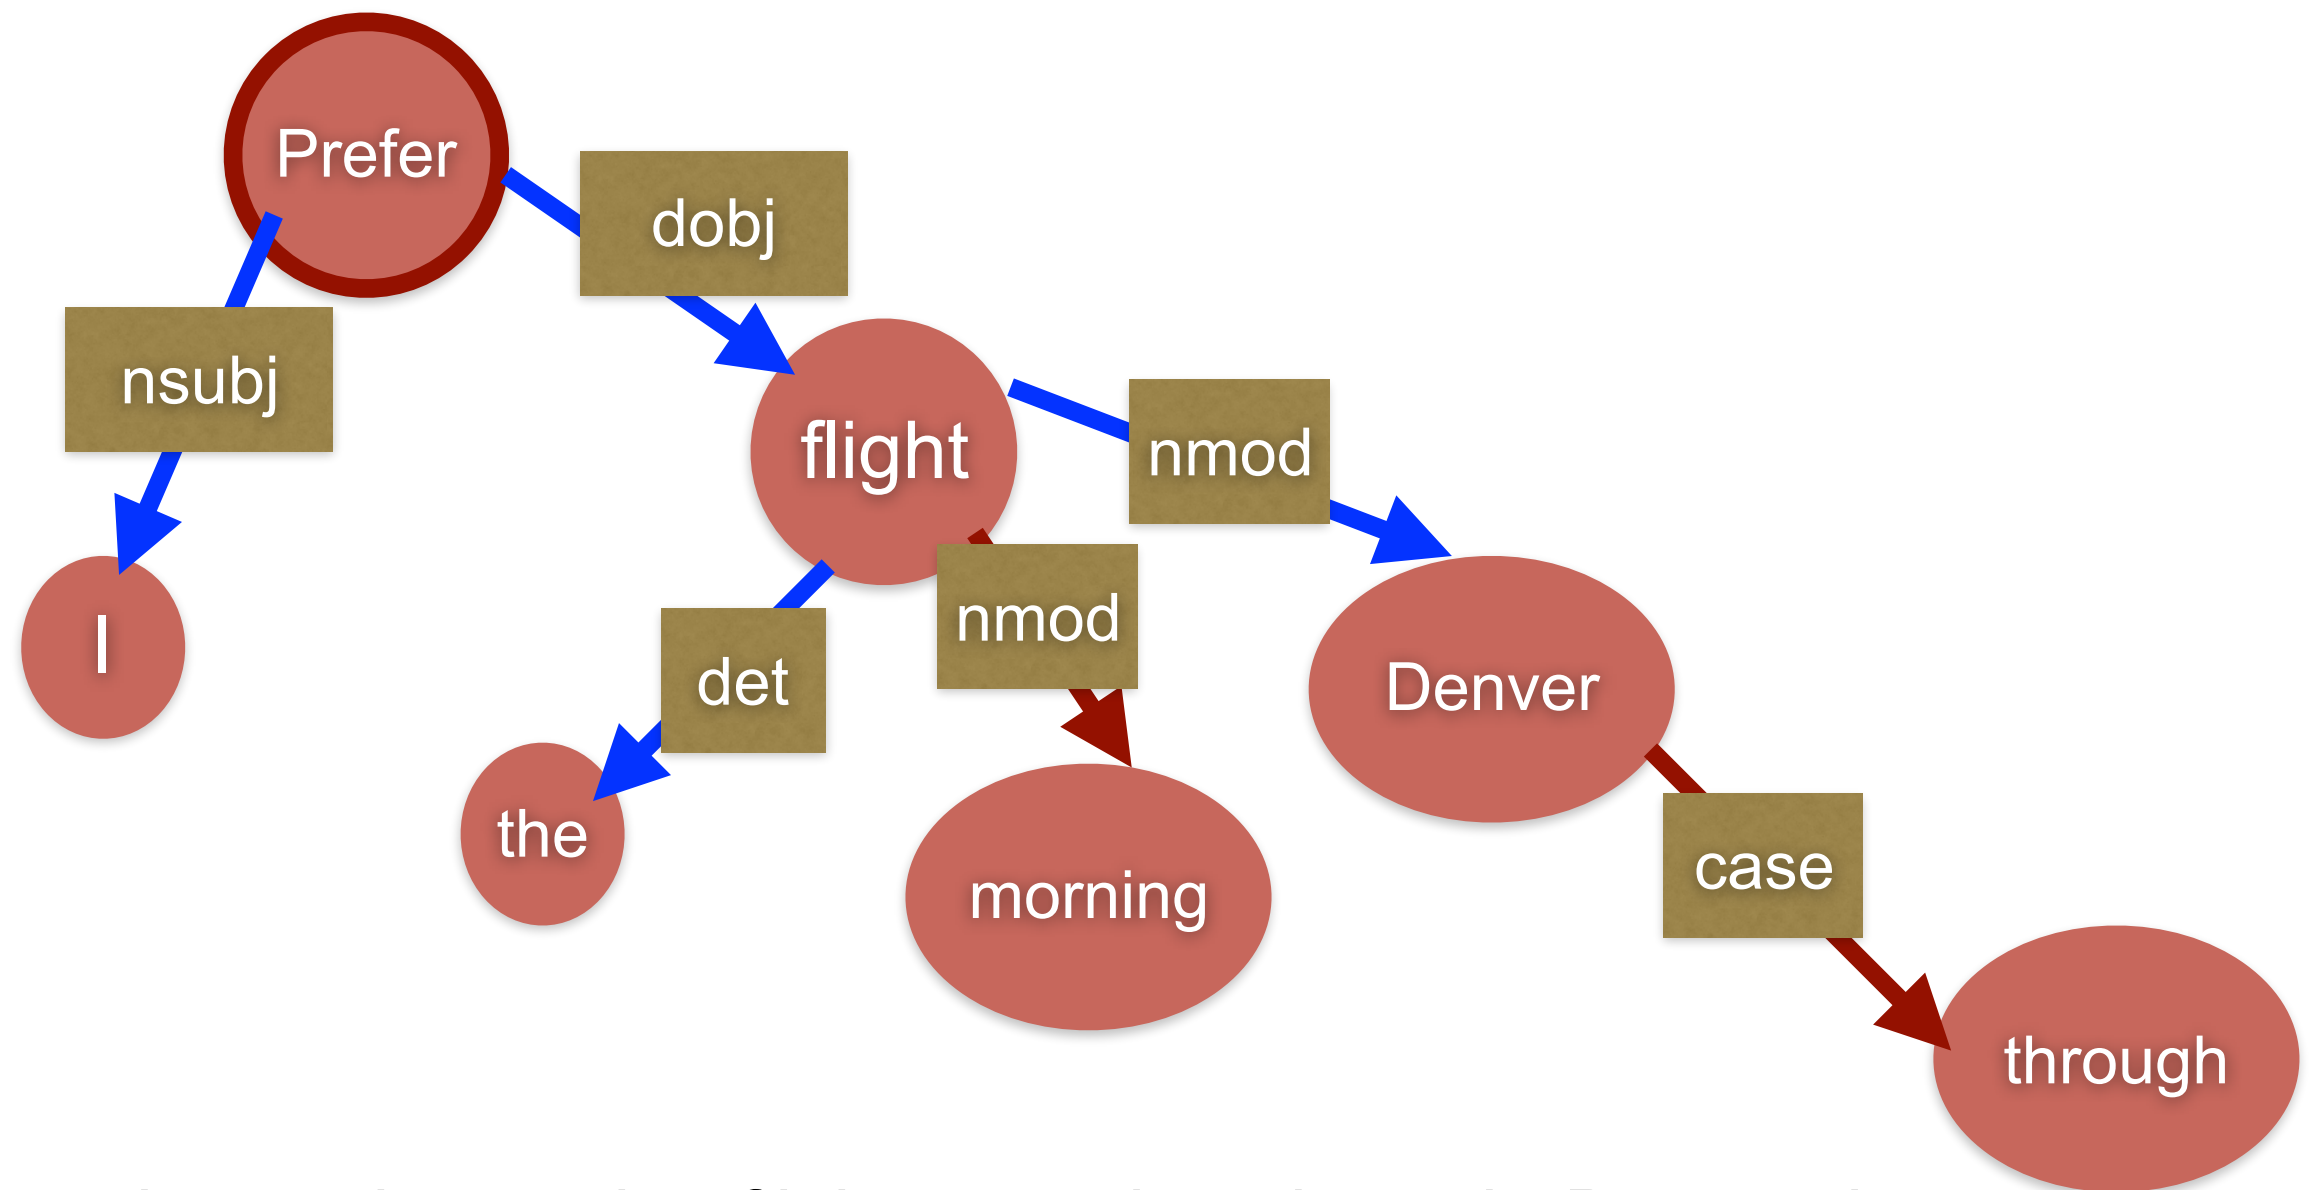 Prefer
dobj
nsubj
flight
nmod
nmod
I
det
Denver
the
morning
case
through